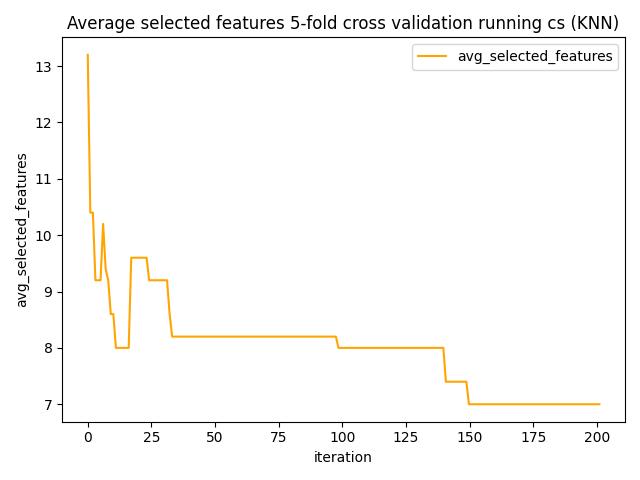 Average selected features 5-fold cross validation running cs (KNN)
avg_selected_features
13
12
11
10
9
8
7
avg_selected_features
0 25 50 75 100 125 150 175 200
iteration